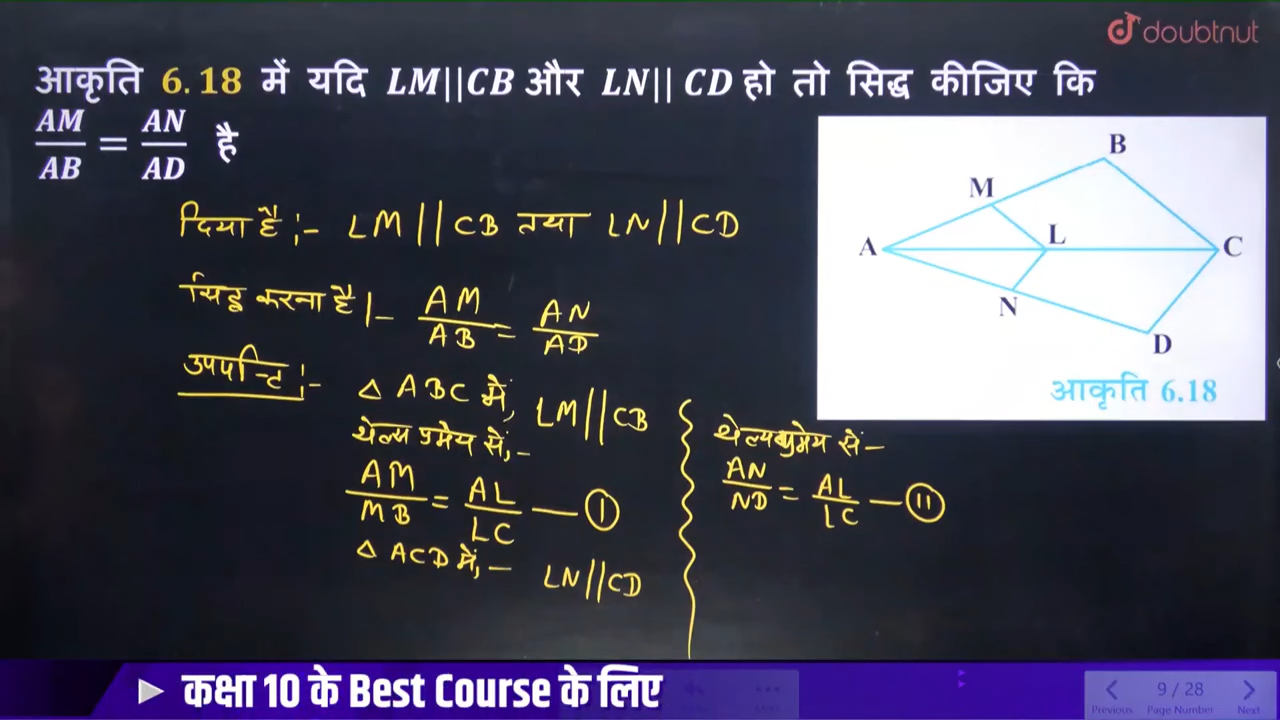 doubtnut
आकृति 6.18 में यदि LM||CB और LN|| CD हो तो सिद्ध कीजिए कि
AM/AB = AN/AD है
दिया है :- LM||CB तथा LN||CD
सिद्ध करना है |- AM/AB = AN/AD
उपपत्ति :- △ ABC में, LM||CB
थेल्स प्रमेय से,-
AM/MB = AL/LC — I
△ ACD में,- LN||CD
थेल्स प्रमेय से -
AN/ND = AL/LC — II
B
M
L
A
C
N
D
आकृति 6.18
कक्षा 10 के Best Course के लिए
9 / 28
Previous Page Number Next